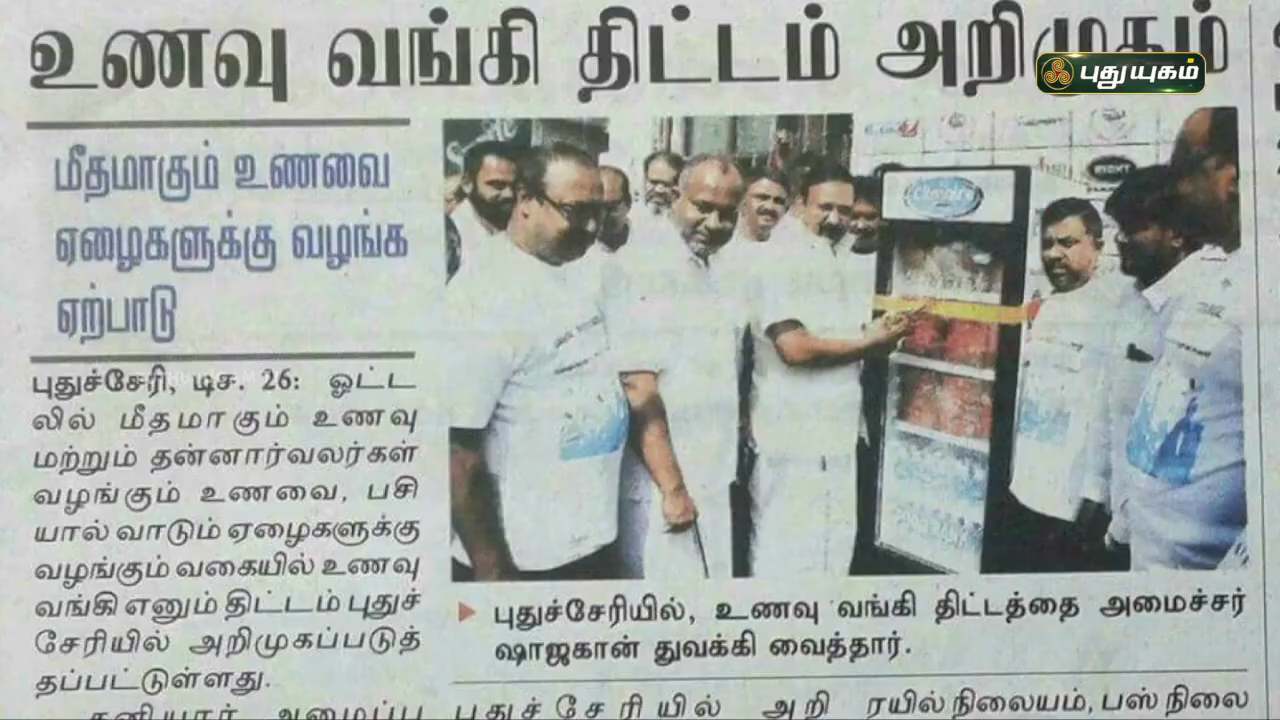 உணவு வங்கி திட்டம் அறிமுகம்
புதுயுகம்
மீதமாகும் உணவை
ஏழைகளுக்கு வழங்க
ஏற்பாடு
புதுச்சேரி, டிச. 26: ஓட்ட
லில் மீதமாகும் உணவு
மற்றும் தன்னார்வலர்கள்
வழங்கும் உணவை, பசி
யால் வாடும் ஏழைகளுக்கு
வழங்கும் வகையில் உணவு
வங்கி எனும் திட்டம் புதுச்
சேரியில் அறிமுகப்படுத்
தப்பட்டுள்ளது.
தனியார் அமைப்பு
புதுச்சேரியில், உணவு வங்கி திட்டத்தை அமைச்சர்
ஷாஜகான் துவக்கி வைத்தார்.
புதுச்சேரியில் அறி
ரயில் நிலையம், பஸ் நிலை